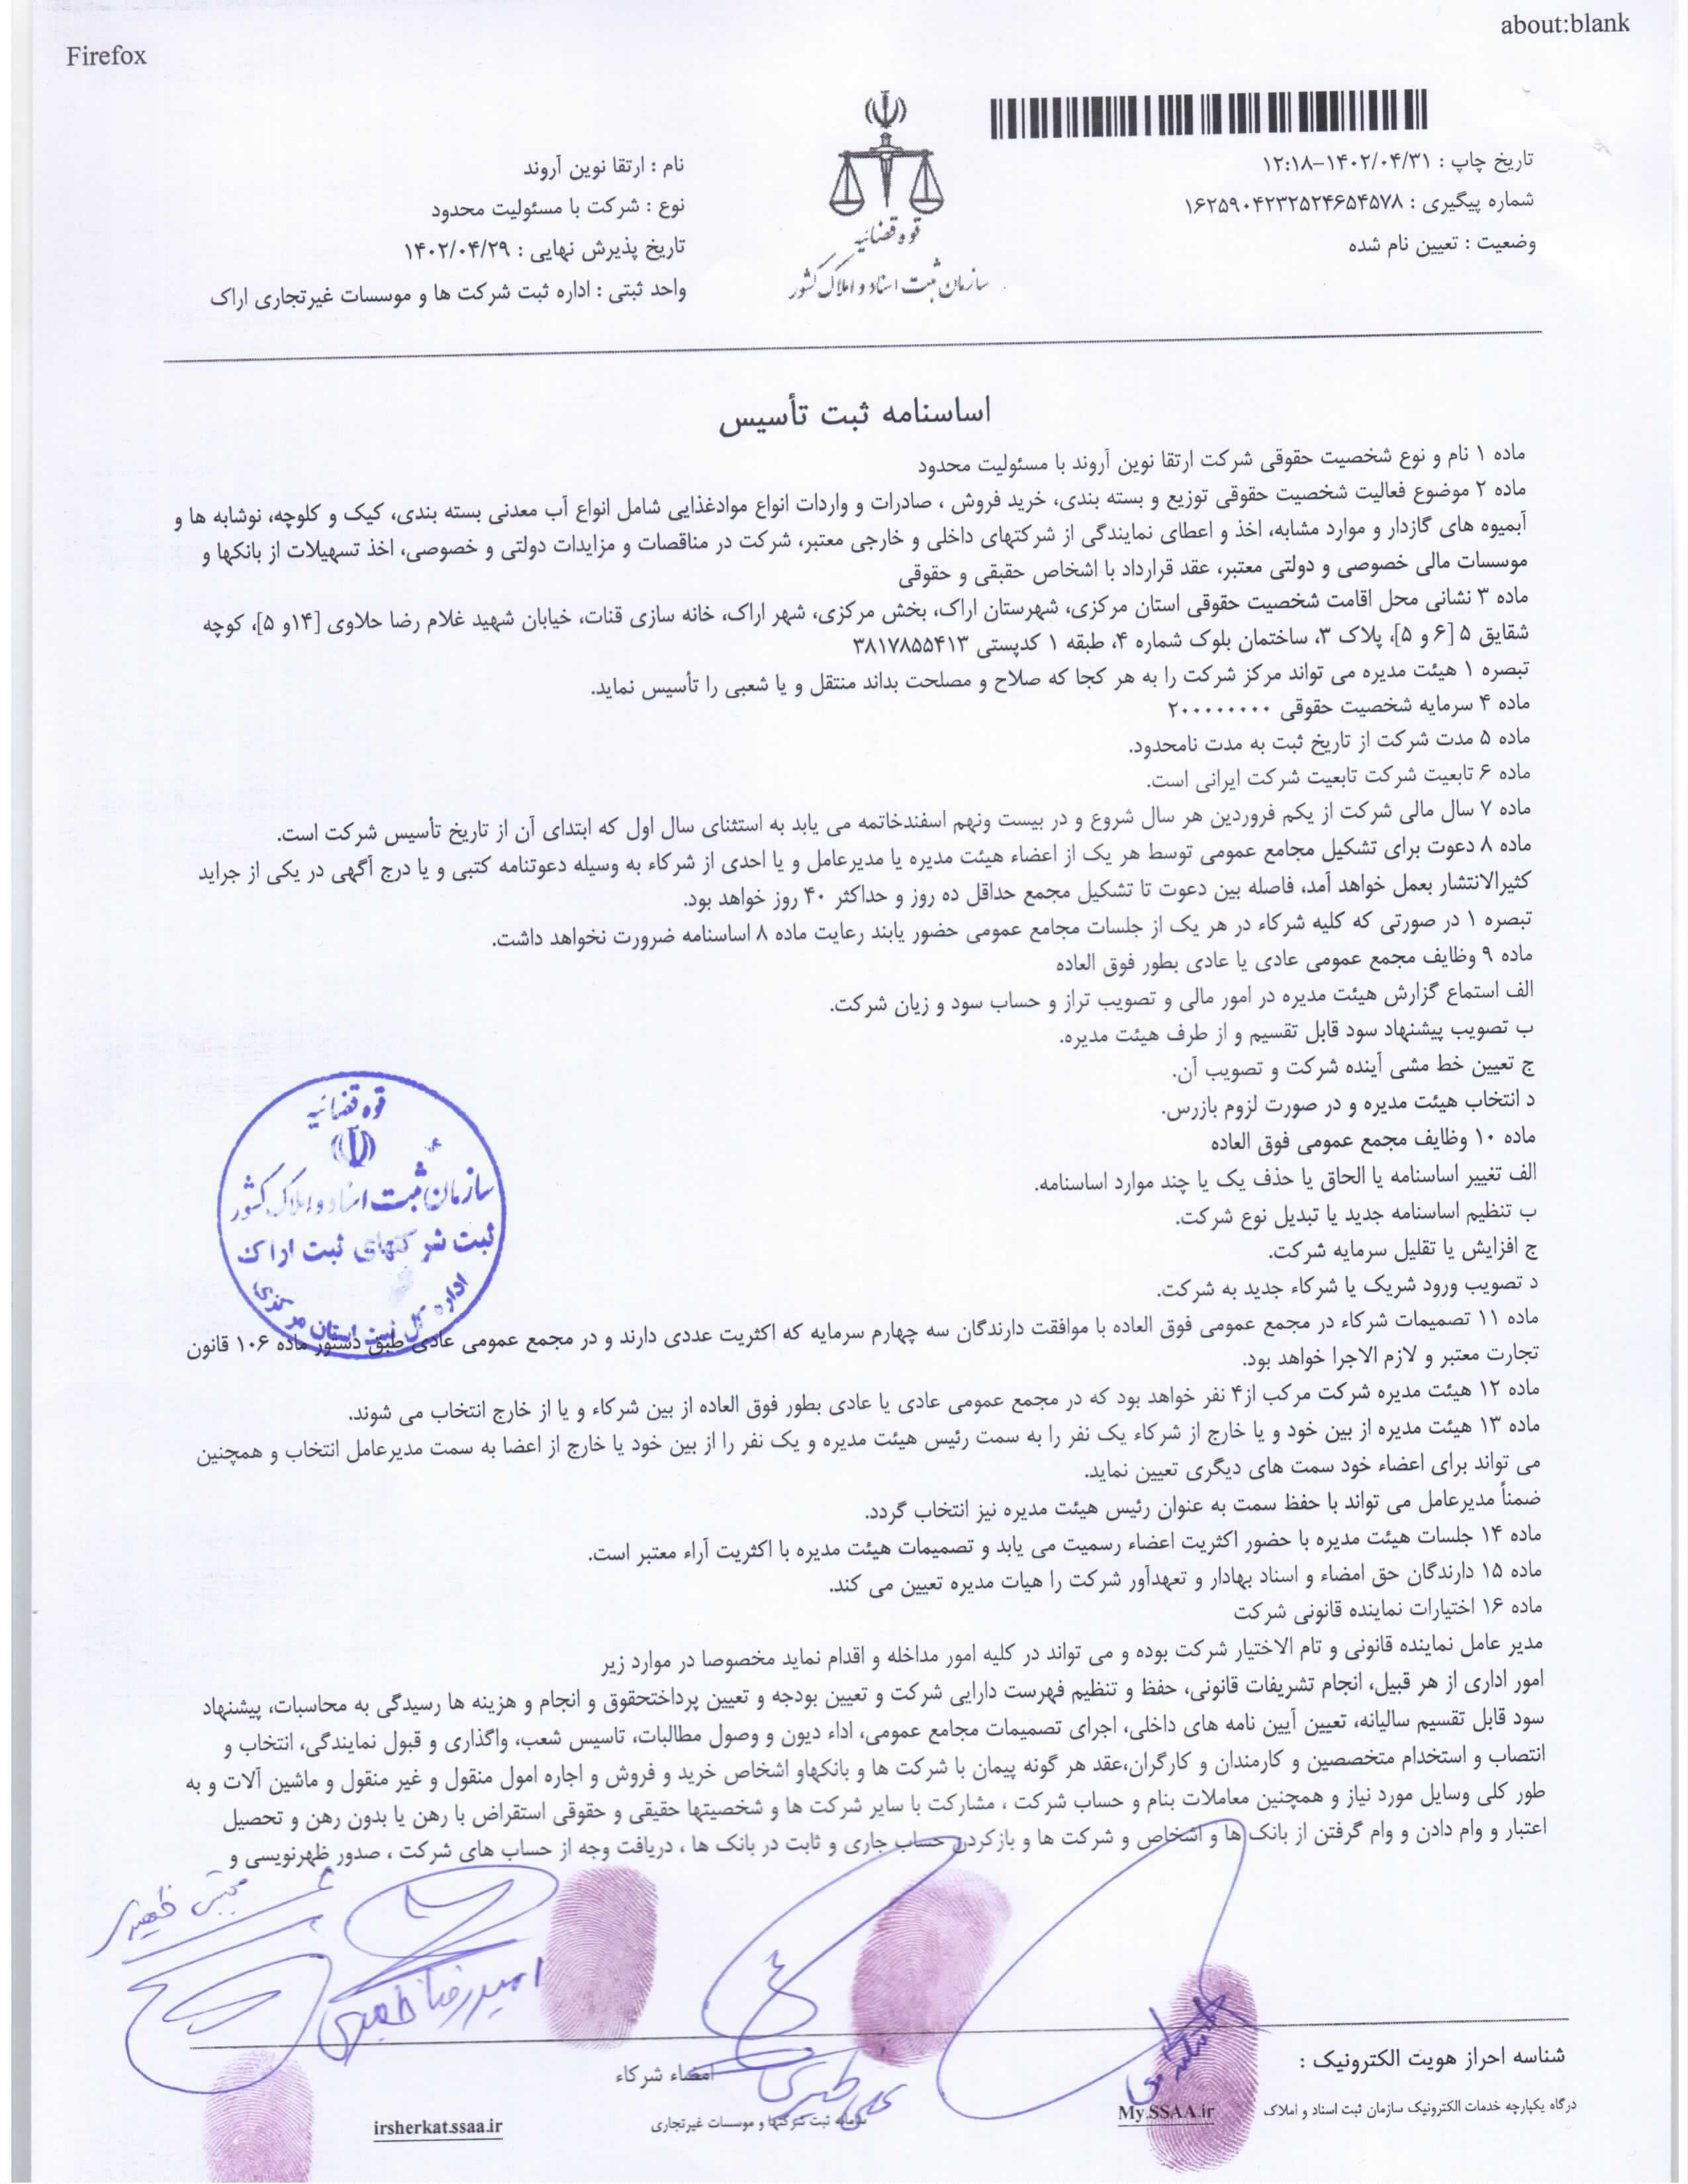 Firefox
about:blank
تاریخ چاپ : ۱۴۰۲/۰۴/۳۱-۱۲:۱۸
شماره پیگیری : ۱۶۲۵۹۰۴۲۳۲۵۲۴۶۵۴۵۷۸
وضعیت : تعیین نام شده
قوه قضائیه
سازمان ثبت اسناد و املاک کشور
نام : ارتقا نوین آروند
نوع : شرکت با مسئولیت محدود
تاریخ پذیرش نهایی : ۱۴۰۲/۰۴/۲۹
واحد ثبتی : اداره ثبت شرکت ها و موسسات غیرتجاری اراک
اساسنامه ثبت تأسیس
ماده ۱ نام و نوع شخصیت حقوقی شرکت ارتقا نوین آروند با مسئولیت محدود
ماده ۲ موضوع فعالیت شخصیت حقوقی توزیع و بسته بندی، خرید فروش ، صادرات و واردات انواع موادغذایی شامل انواع آب معدنی بسته بندی، کیک و کلوچه، نوشابه ها و
آبمیوه های گازدار و موارد مشابه، اخذ و اعطای نمایندگی از شرکتهای داخلی و خارجی معتبر، شرکت در مناقصات و مزایدات دولتی و خصوصی، اخذ تسهیلات از بانکها و
موسسات مالی خصوصی و دولتی معتبر، عقد قرارداد با اشخاص حقیقی و حقوقی
ماده ۳ نشانی محل اقامت شخصیت حقوقی استان مرکزی، شهرستان اراک، بخش مرکزی، شهر اراک، خانه سازی قنات، خیابان شهید غلام رضا حلاوی [۱۴و ۵]، کوچه
شقایق ۵ [۶ و ۵]، پلاک ۳، ساختمان بلوک شماره ۴، طبقه ۱ کدپستی ۳۸۱۷۸۵۵۴۱۳
تبصره ۱ هیئت مدیره می تواند مرکز شرکت را به هر کجا که صلاح و مصلحت بداند منتقل و یا شعبی را تأسیس نماید.
ماده ۴ سرمایه شخصیت حقوقی ۲۰۰۰۰۰۰۰۰
ماده ۵ مدت شرکت از تاریخ ثبت به مدت نامحدود.
ماده ۶ تابعیت شرکت تابعیت شرکت ایرانی است.
ماده ۷ سال مالی شرکت از یکم فروردین هر سال شروع و در بیست ونهم اسفندخاتمه می یابد به استثنای سال اول که ابتدای آن از تاریخ تأسیس شرکت است.
ماده ۸ دعوت برای تشکیل مجامع عمومی توسط هر یک از اعضاء هیئت مدیره یا مدیرعامل و یا احدی از شرکاء به وسیله دعوتنامه کتبی و یا درج آگهی در یکی از جراید
کثیرالانتشار بعمل خواهد آمد، فاصله بین دعوت تا تشکیل مجمع حداقل ده روز و حداکثر ۴۰ روز خواهد بود.
تبصره ۱ در صورتی که کلیه شرکاء در هر یک از جلسات مجامع عمومی حضور یابند رعایت ماده ۸ اساسنامه ضرورت نخواهد داشت.
ماده ۹ وظایف مجمع عمومی عادی یا عادی بطور فوق العاده
الف استماع گزارش هیئت مدیره در امور مالی و تصویب تراز و حساب سود و زیان شرکت.
ب تصویب پیشنهاد سود قابل تقسیم و از طرف هیئت مدیره.
ج تعیین خط مشی آینده شرکت و تصویب آن.
د انتخاب هیئت مدیره و در صورت لزوم بازرس.
ماده ۱۰ وظایف مجمع عمومی فوق العاده
الف تغییر اساسنامه یا الحاق یا حذف یک یا چند موارد اساسنامه.
ب تنظیم اساسنامه جدید یا تبدیل نوع شرکت.
ج افزایش یا تقلیل سرمایه شرکت.
د تصویب ورود شریک یا شرکاء جدید به شرکت.
قوه قضائیه
سازمان ثبت اسناد و املاک کشور
ثبت شرکتهای ثبت اراک
اداره کل ثبت استان مرکزی
ماده ۱۱ تصمیمات شرکاء در مجمع عمومی فوق العاده با موافقت دارندگان سه چهارم سرمایه که اکثریت عددی دارند و در مجمع عمومی عادی طبق دستور ماده ۱۰۶ قانون
تجارت معتبر و لازم الاجرا خواهد بود.
ماده ۱۲ هیئت مدیره شرکت مرکب از۴ نفر خواهد بود که در مجمع عمومی عادی یا عادی بطور فوق العاده از بین شرکاء و یا از خارج انتخاب می شوند.
ماده ۱۳ هیئت مدیره از بین خود و یا خارج از شرکاء یک نفر را به سمت رئیس هیئت مدیره و یک نفر را از بین خود یا خارج از اعضا به سمت مدیرعامل انتخاب و همچنین
می تواند برای اعضاء خود سمت های دیگری تعیین نماید.
ضمناً مدیرعامل می تواند با حفظ سمت به عنوان رئیس هیئت مدیره نیز انتخاب گردد.
ماده ۱۴ جلسات هیئت مدیره با حضور اکثریت اعضاء رسمیت می یابد و تصمیمات هیئت مدیره با اکثریت آراء معتبر است.
ماده ۱۵ دارندگان حق امضاء و اسناد بهادار و تعهدآور شرکت را هیات مدیره تعیین می کند.
ماده ۱۶ اختیارات نماینده قانونی شرکت
مدیر عامل نماینده قانونی و تام الاختیار شرکت بوده و می تواند در کلیه امور مداخله و اقدام نماید مخصوصا در موارد زیر
امور اداری از هر قبیل، انجام تشریفات قانونی، حفظ و تنظیم فهرست دارایی شرکت و تعیین بودجه و تعیین پرداختحقوق و انجام و هزینه ها رسیدگی به محاسبات، پیشنهاد
سود قابل تقسیم سالیانه، تعیین آیین نامه های داخلی، اجرای تصمیمات مجامع عمومی، اداء دیون و وصول مطالبات، تاسیس شعب، واگذاری و قبول نمایندگی، انتخاب و
انتصاب و استخدام متخصصین و کارمندان و کارگران،عقد هر گونه پیمان با شرکت ها و بانکهاو اشخاص خرید و فروش و اجاره امول منقول و غیر منقول و ماشین آلات و به
طور کلی وسایل مورد نیاز و همچنین معاملات بنام و حساب شرکت ، مشارکت با سایر شرکت ها و شخصیتها حقیقی و حقوقی استقراض با رهن یا بدون رهن و تحصیل
اعتبار و وام دادن و وام گرفتن از بانک ها و اشخاص و شرکت ها و بازکردن حساب جاری و ثابت در بانک ها ، دریافت وجه از حساب های شرکت ، صدور ظهرنویسی و
امیررضا
شناسه احراز هویت الکترونیک :
امضاء شرکاء
درگاه یکپارچه خدمات الکترونیک سازمان ثبت اسناد و املاک
My.SSAA.ir
سامانه ثبت شرکتها و موسسات غیرتجاری
irsherkat.ssaa.ir